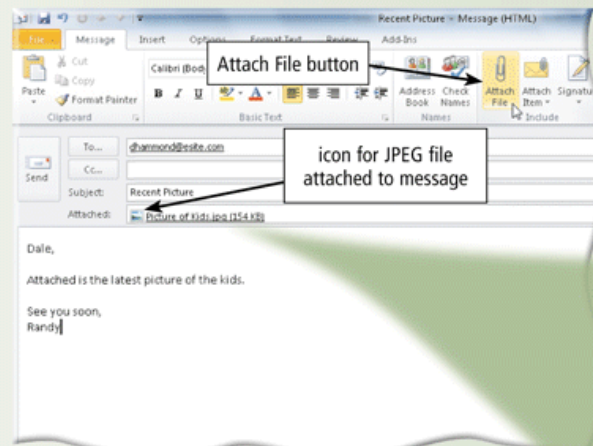 Recent Picture - Message (HTML)
File Message Insert Options Format Text Review Add-Ins
Attach File button
Cut
Copy
Paste
Format Painter
Clipboard
Calibri (Body
B I U
Basic Text
Address Book
Check Names
Names
Attach File
Attach Item
Signatu
Include
Send
To... dhammond@esite.com
Cc...
Subject: Recent Picture
Attached: Picture of Kids.jpg (154 KB)
icon for JPEG file
attached to message
Dale,
Attached is the latest picture of the kids.
See you soon,
Randy